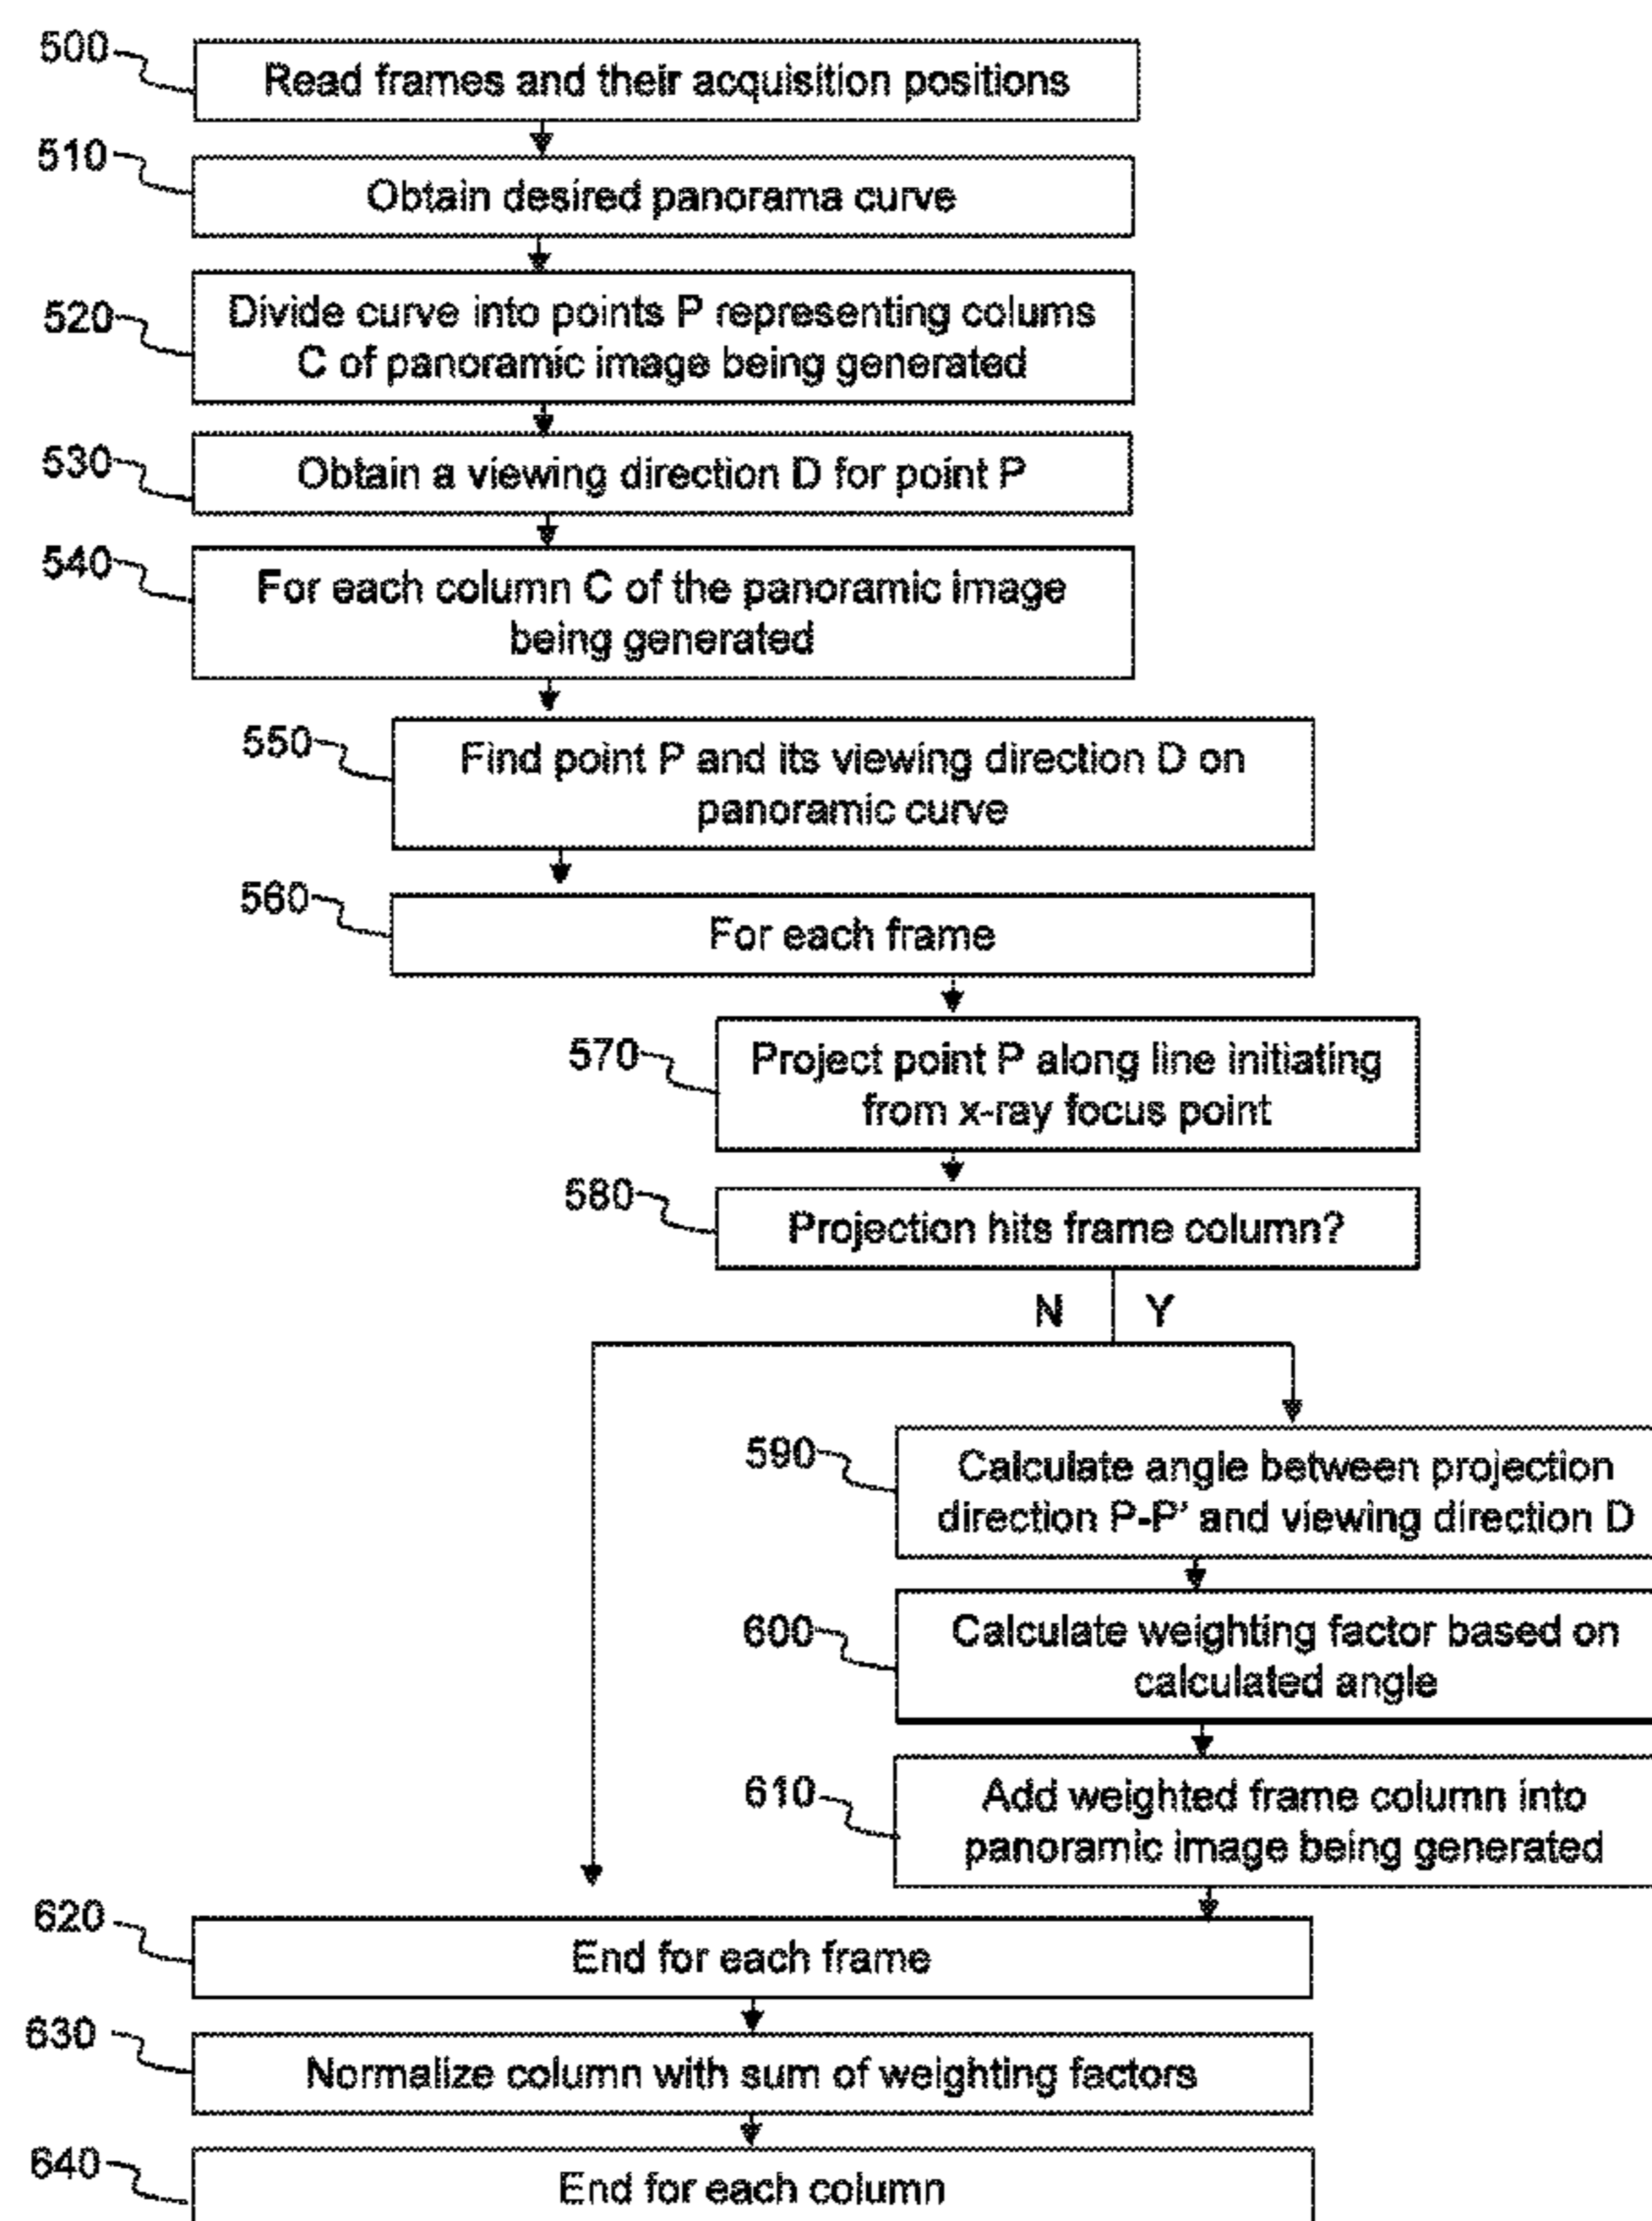 500
Read frames and their acquisition positions
510
Obtain desired panorama curve
520
Divide curve into points P representing colums
C of panoramic image being generated
530
Obtain a viewing direction D for point P
540
For each column C of the panoramic image
being generated
550
Find point P and its viewing direction D on
panoramic curve
560
For each frame
570
Project point P along line initiating
from x-ray focus point
580
Projection hits frame column?
N Y
590
Calculate angle between projection
direction P-P' and viewing direction D
600
Calculate weighting factor based on
calculated angle
610
Add weighted frame column into
panoramic image being generated
620
End for each frame
630
Normalize column with sum of weighting factors
640
End for each column